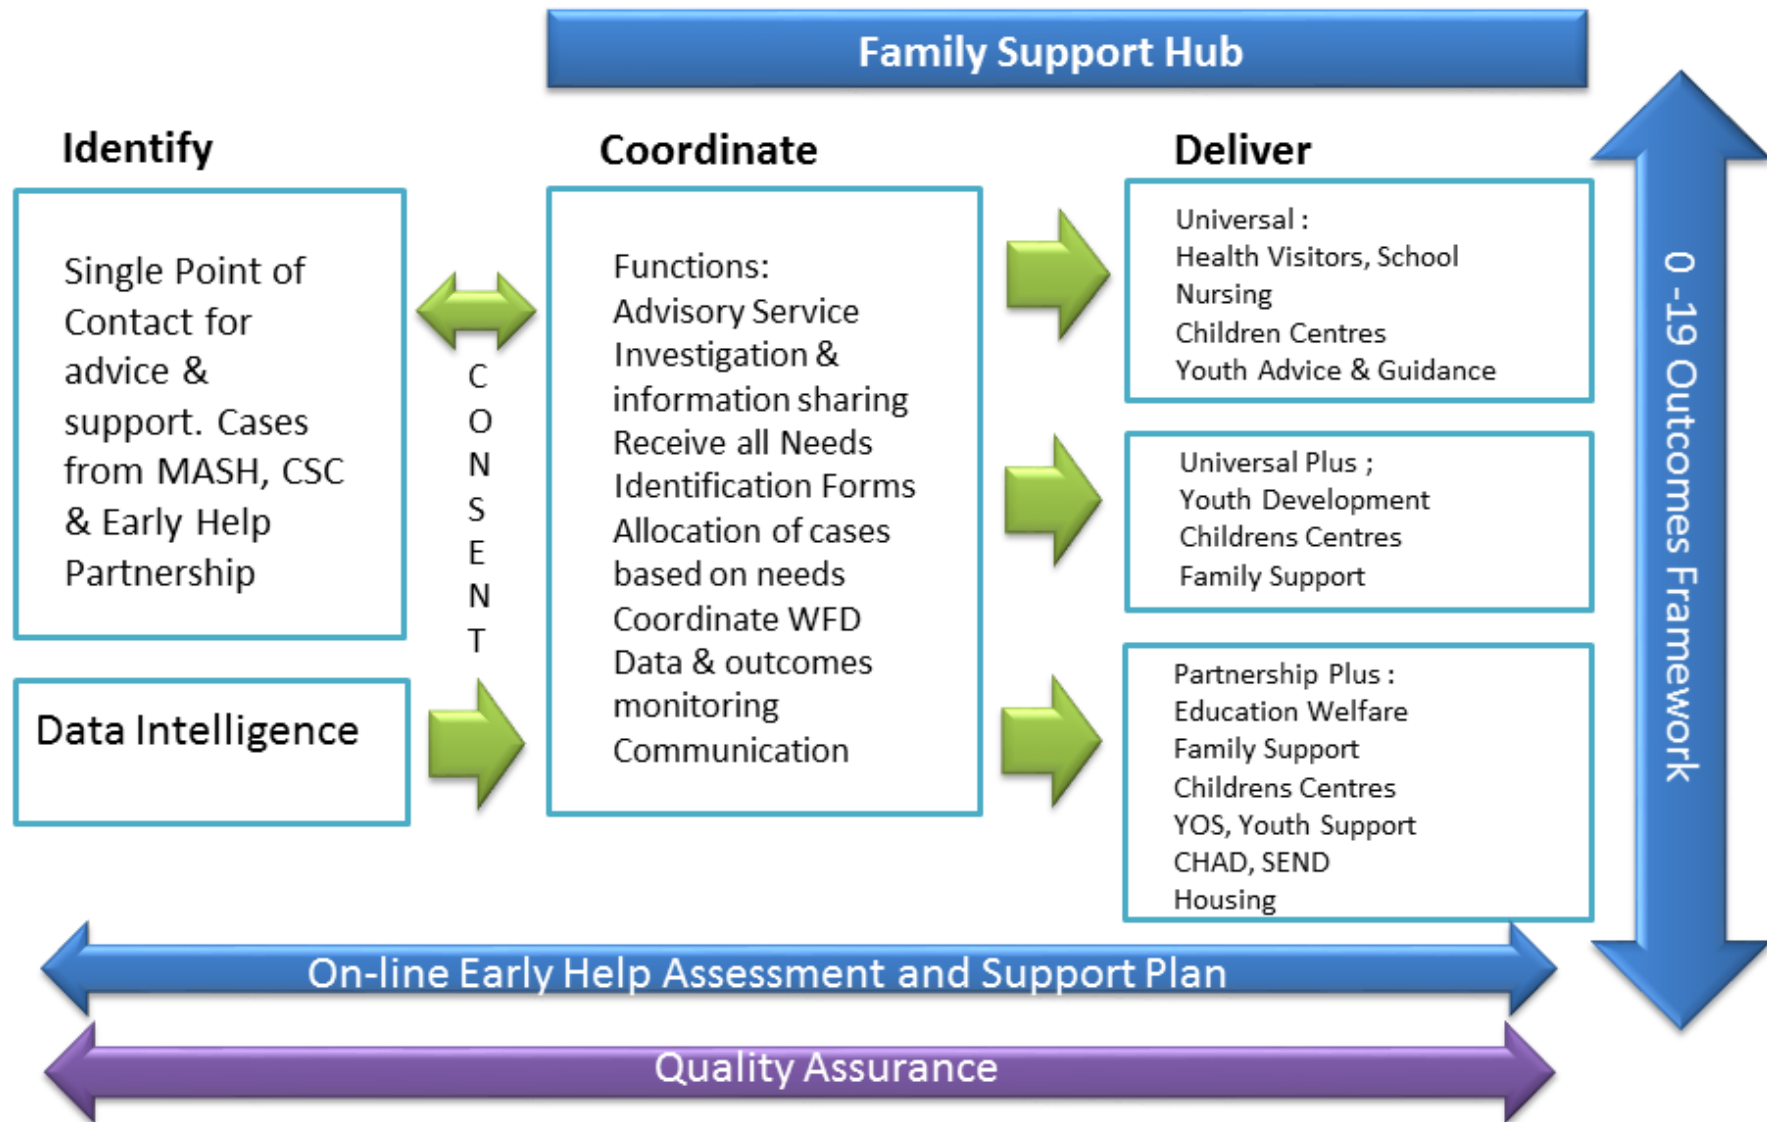 Family Support Hub
Identify
Single Point of
Contact for
advice &
support. Cases
from MASH, CSC
& Early Help
Partnership
Data Intelligence
CONSENT
Coordinate
Functions:
Advisory Service
Investigation &
information sharing
Receive all Needs
Identification Forms
Allocation of cases
based on needs
Coordinate WFD
Data & outcomes
monitoring
Communication
Deliver
Universal :
Health Visitors, School
Nursing
Children Centres
Youth Advice & Guidance
Universal Plus ;
Youth Development
Childrens Centres
Family Support
Partnership Plus :
Education Welfare
Family Support
Childrens Centres
YOS, Youth Support
CHAD, SEND
Housing
0 -19 Outcomes Framework
On-line Early Help Assessment and Support Plan
Quality Assurance